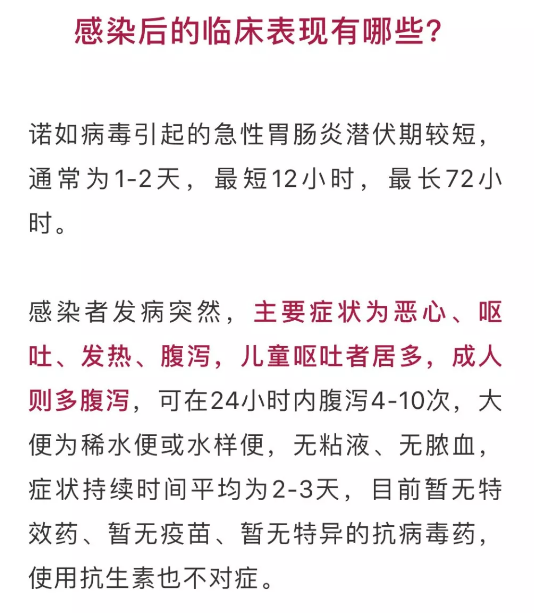 感染后的临床表现有哪些?
诺如病毒引起的急性胃肠炎潜伏期较短，
通常为1-2天，最短12小时，最长72小
时。
感染者发病突然，主要症状为恶心、呕
吐、发热、腹泻，儿童呕吐者居多，成人
则多腹泻，可在24小时内腹泻4-10次，大
便为稀水便或水样便，无粘液、无脓血，
症状持续时间平均为2-3天，目前暂无特
效药、暂无疫苗、暂无特异的抗病毒药，
使用抗生素也不对症。